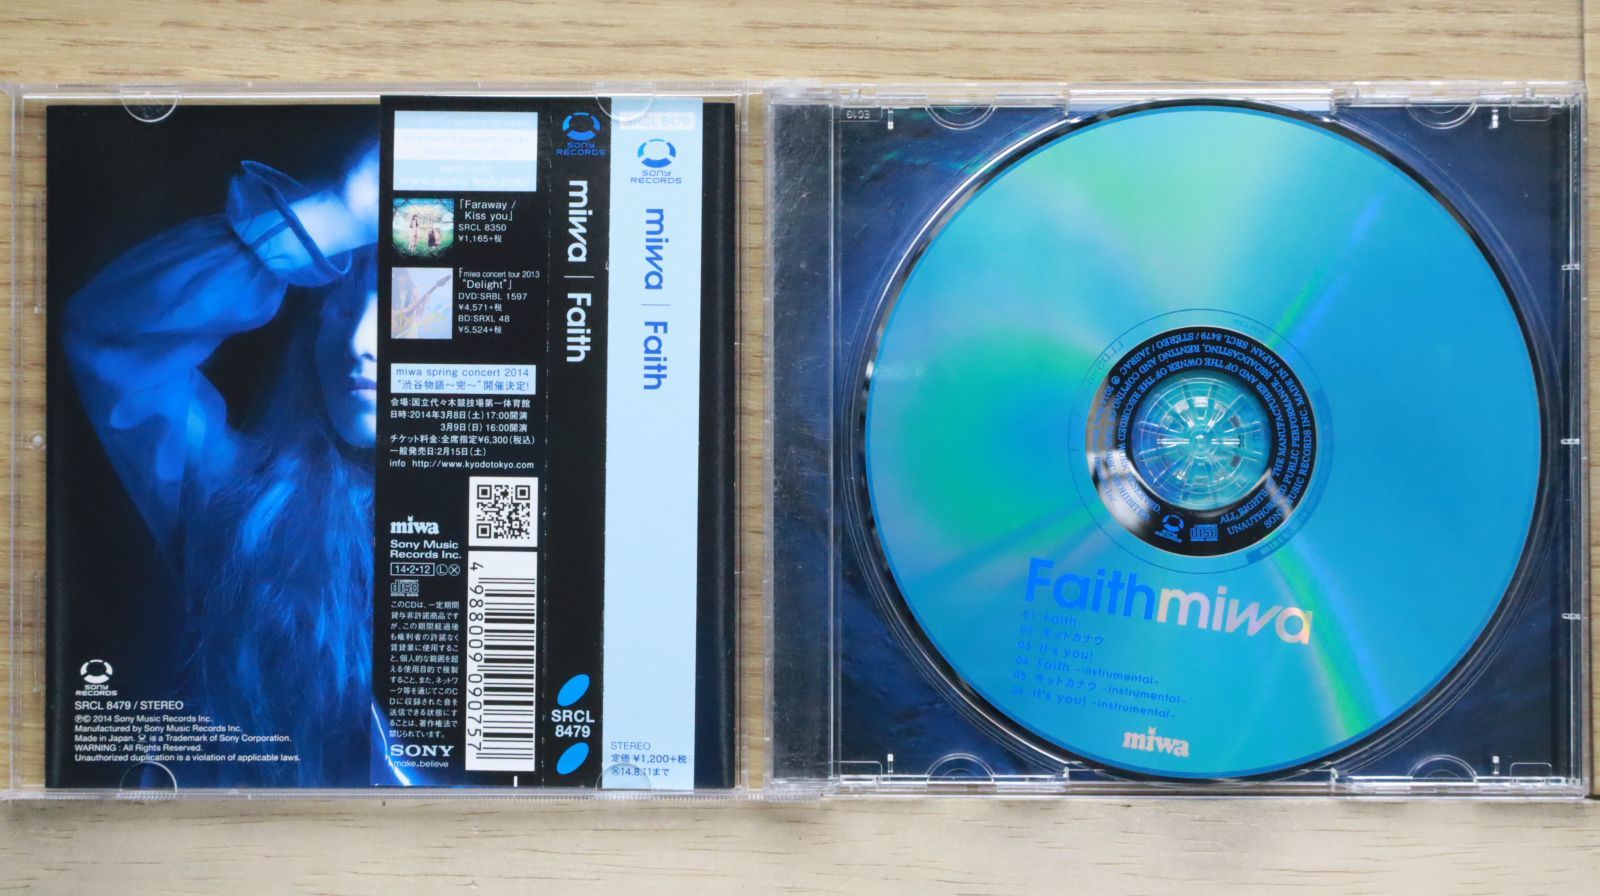 SONY
RECORDS
SRCL 8479 / STEREO
℗© 2014 Sony Music Records Inc.
Manufactured by Sony Music Records Inc.
Made in Japan. is a Trademark of Sony Corporation.
WARNING : All Rights Reserved.
Unauthorized duplication is a violation of applicable laws.
www.miwa-web.com/
「Faraway /
Kiss you」
SRCL 8350
¥1,165+税
「miwa concert tour 2013
"Delight"」
DVD:SRBL 1597
¥4,571+税
BD:SRXL 48
¥5,524+税
miwa spring concert 2014
"渋谷物語〜完〜"開催決定!
会場:国立代々木競技場第一体育館
日時:2014年3月8日(土)17:00開演
3月9日(日)16:00開演
チケット料金:全席指定¥6,300(税込)
一般発売日:2月15日(土)
info http://www.kyodotokyo.com
miwa
Sony Music
Records Inc.
14・2・12 Ⓛ Ⓧ
COMPACT
disc
DIGITAL AUDIO
このCDは、一定期間
貸与非許諾商品です
が、この期間経過後
も権利者の許諾なく
賃貸業に使用するこ
と、個人的な範囲を超
える使用目的で複製
すること、また、ネットワ
ーク等を通じてこのC
Dに収録された音を
送信できる状態にす
ることは、著作権法で
禁じられています。
SONY
make.believe
4 988009 090757
SONY
RECORDS
miwa | Faith
SRCL
8479
SRCL 8479
SONY
RECORDS
miwa | Faith
STEREO
定価 ¥1,200+税
EC1G
Faithmiwa
01 Faith
02 キットカナウ
03 It's you!
04 Faith -instrumental-
05 キットカナウ -instrumental-
06 It's you! -instrumental-
miwa